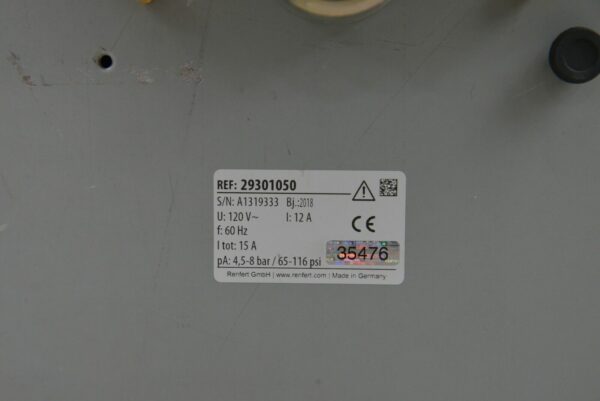 REF: 29301050
S/N: A1319333 Bj.:2018
U: 120 V~ I: 12 A
f: 60 Hz
CE
I tot: 15 A
35476
pA: 4,5-8 bar / 65-116 psi
Renfert GmbH | www.renfert.com | Made in Germany